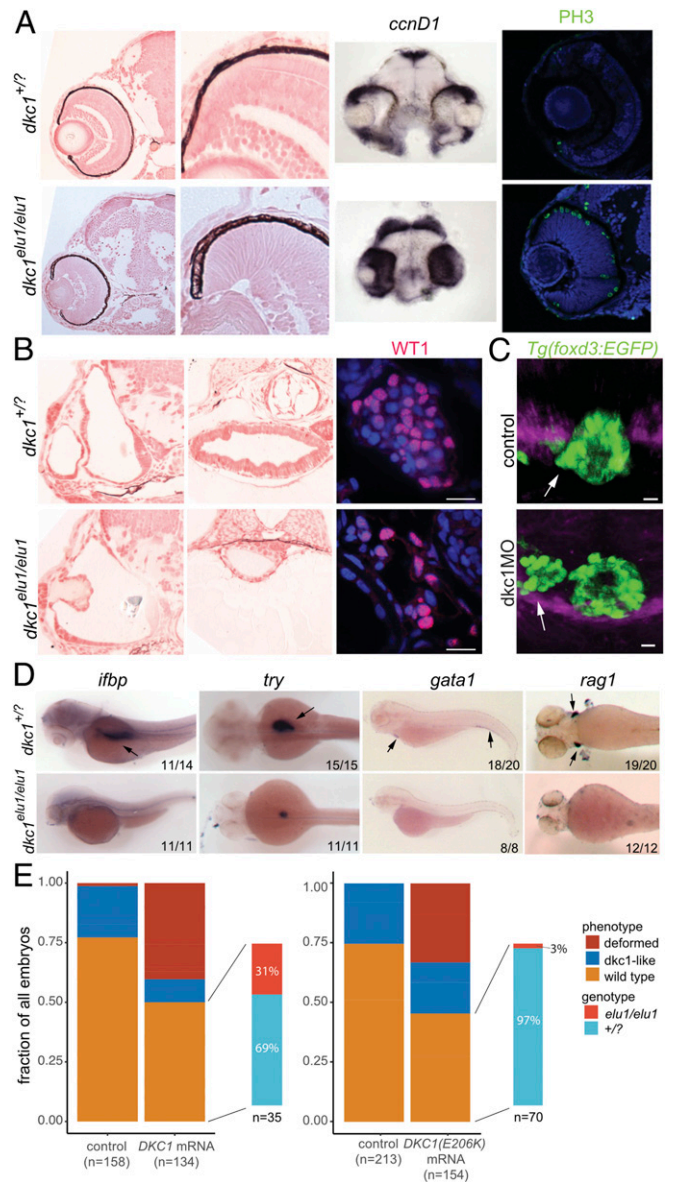 A
ccnD1
PH3
dkc1+/?
dkc1elu1/elu1
B
WT1
C
Tg(foxd3:EGFP)
dkc1+/?
control
dkc1elu1/elu1
dkc1MO
D
ifbp
try
gata1
rag1
dkc1+/?
11/14
15/15
18/20
19/20
dkc1elu1/elu1
11/11
11/11
8/8
12/12
E
fraction of all embryos
1.00
0.75
0.50
0.25
0.00
31%
69%
n=35
control
(n=158)
DKC1 mRNA
(n=134)
1.00
0.75
0.50
0.25
0.00
3%
97%
n=70
control
(n=213)
DKC1(E206K)
mRNA
(n=154)
phenotype
deformed
dkc1-like
wild type
genotype
elu1/elu1
+/?